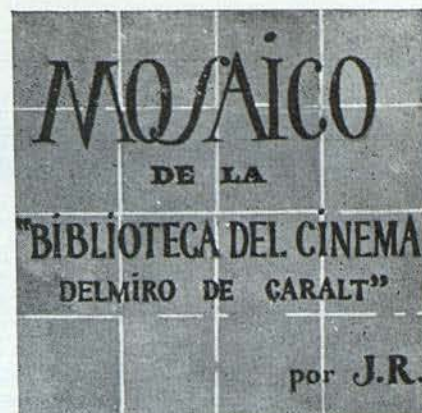 MOSAICO
DE LA
"BIBLIOTECA DEL CINEMA
DELMIRO DE CARALT"
por J.R.